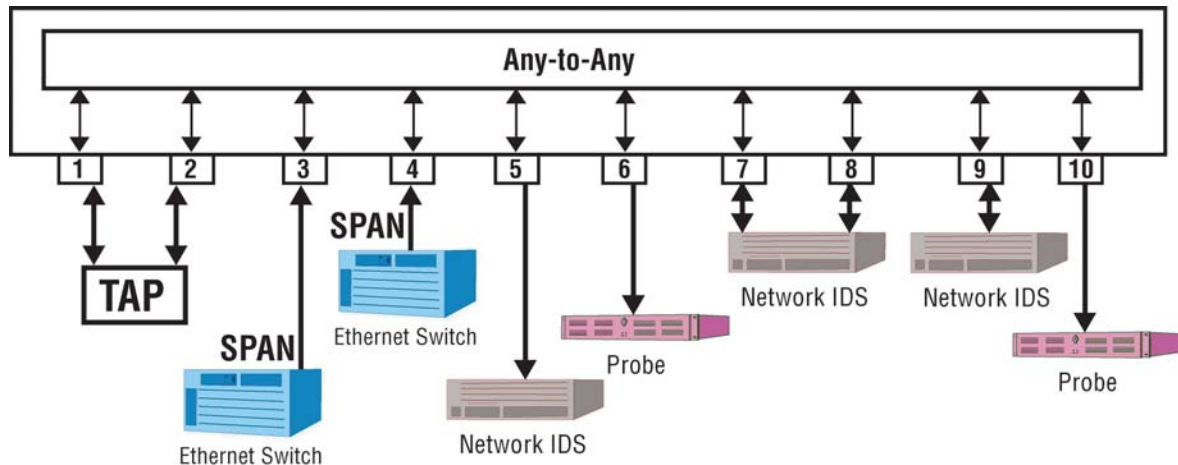 Any-to-Any
1 2 3 4 5 6 7 8 9 10
SPAN
TAP
Network IDS
Network IDS
SPAN
Ethernet Switch
Probe
Probe
Ethernet Switch
Network IDS